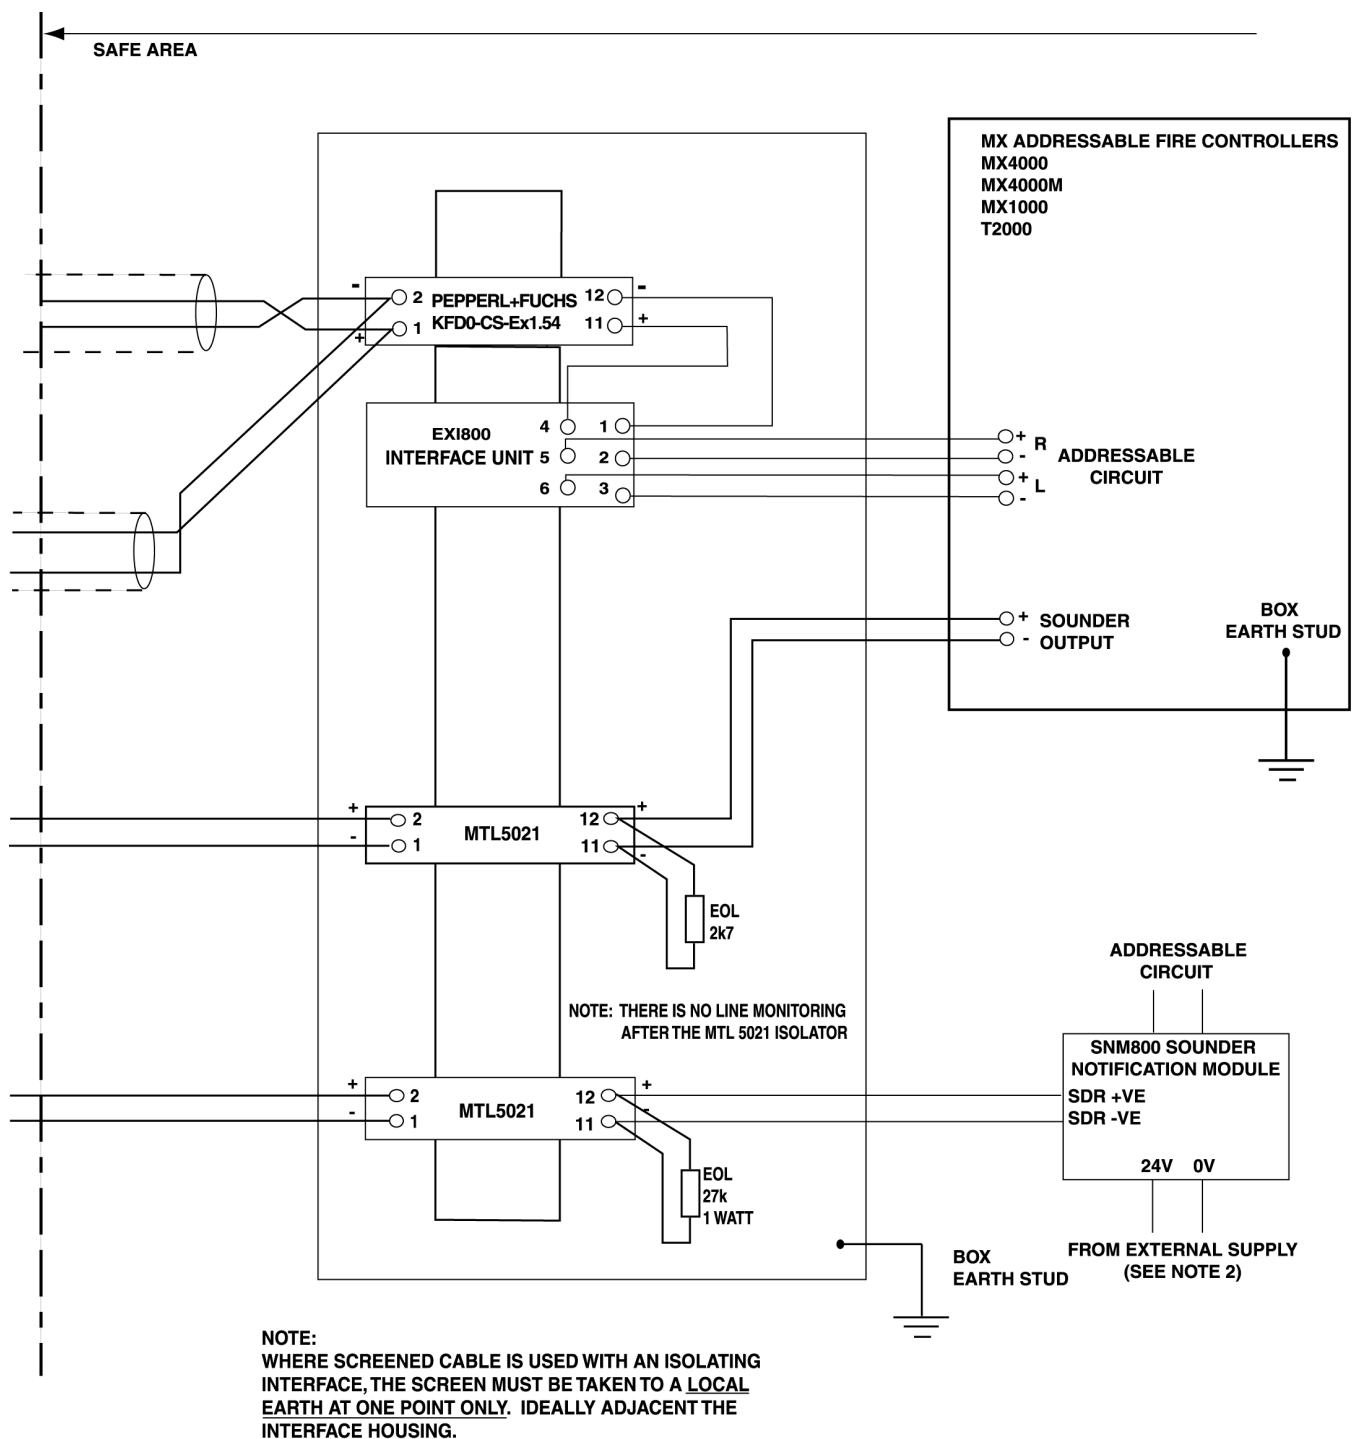 SAFE AREA
MX ADDRESSABLE FIRE CONTROLLERS
MX4000
MX4000M
MX1000
T2000
- 2 PEPPERL+FUCHS 12 -
+ 1 KFD0-CS-Ex1.54 11 +
EXI800
INTERFACE UNIT
4 1
5 2
6 3
+ R
-
+ L
-
ADDRESSABLE
CIRCUIT
+ SOUNDER
- OUTPUT
BOX
EARTH STUD
+ 2 MTL5021 12 +
- 1 11 -
EOL
2k7
NOTE: THERE IS NO LINE MONITORING
AFTER THE MTL 5021 ISOLATOR
ADDRESSABLE
CIRCUIT
SNM800 SOUNDER
NOTIFICATION MODULE
SDR +VE
SDR -VE
24V 0V
FROM EXTERNAL SUPPLY
(SEE NOTE 2)
+ 2 MTL5021 12 +
- 1 11 -
EOL
27k
1 WATT
BOX
EARTH STUD
NOTE:
WHERE SCREENED CABLE IS USED WITH AN ISOLATING
INTERFACE, THE SCREEN MUST BE TAKEN TO A LOCAL
EARTH AT ONE POINT ONLY. IDEALLY ADJACENT THE
INTERFACE HOUSING.